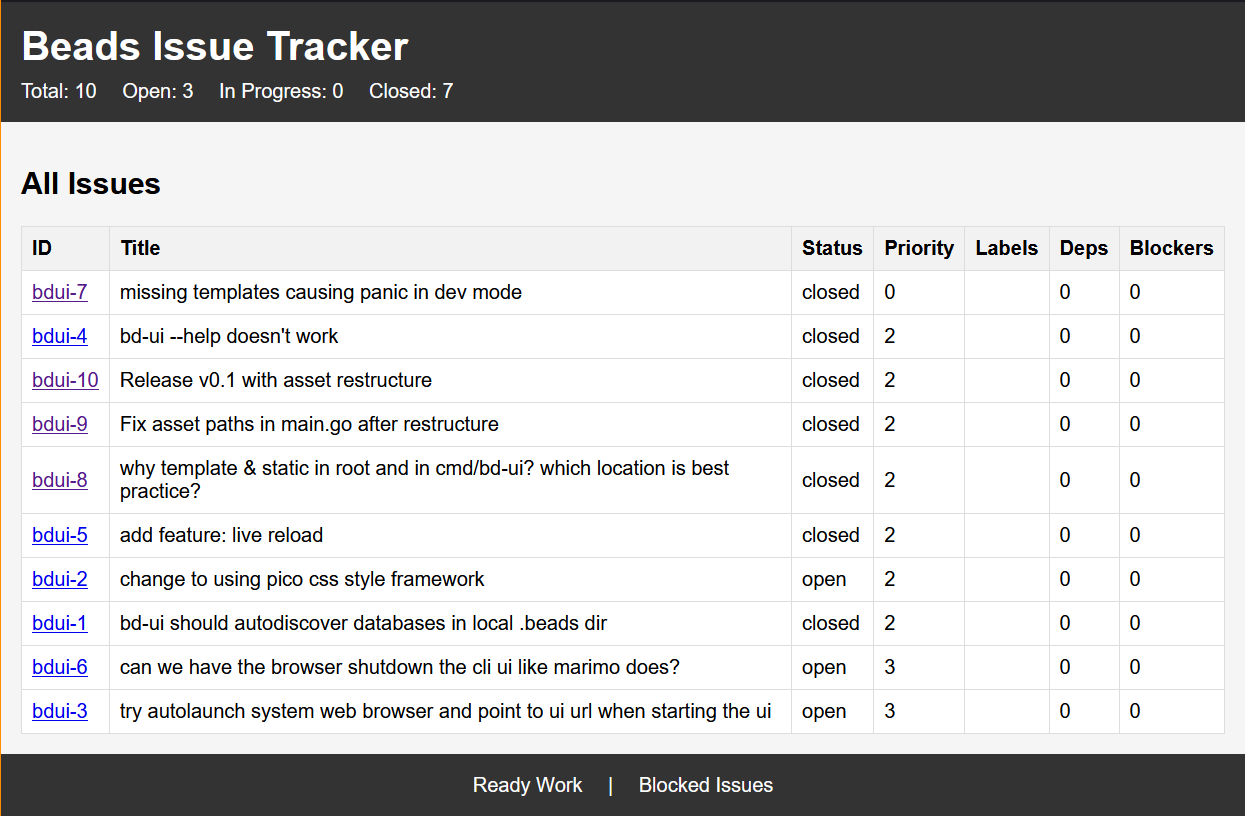 Beads Issue Tracker
Total: 10 Open: 3 In Progress: 0 Closed: 7
All Issues
ID Title Status Priority Labels Deps Blockers
bdui-7 missing templates causing panic in dev mode closed 0 0 0
bdui-4 bd-ui --help doesn't work closed 2 0 0
bdui-10 Release v0.1 with asset restructure closed 2 0 0
bdui-9 Fix asset paths in main.go after restructure closed 2 0 0
bdui-8 why template & static in root and in cmd/bd-ui? which location is best
practice? closed 2 0 0
bdui-5 add feature: live reload closed 2 0 0
bdui-2 change to using pico css style framework open 2 0 0
bdui-1 bd-ui should autodiscover databases in local .beads dir closed 2 0 0
bdui-6 can we have the browser shutdown the cli ui like marimo does? open 3 0 0
bdui-3 try autolaunch system web browser and point to ui url when starting the ui open 3 0 0
Ready Work | Blocked Issues